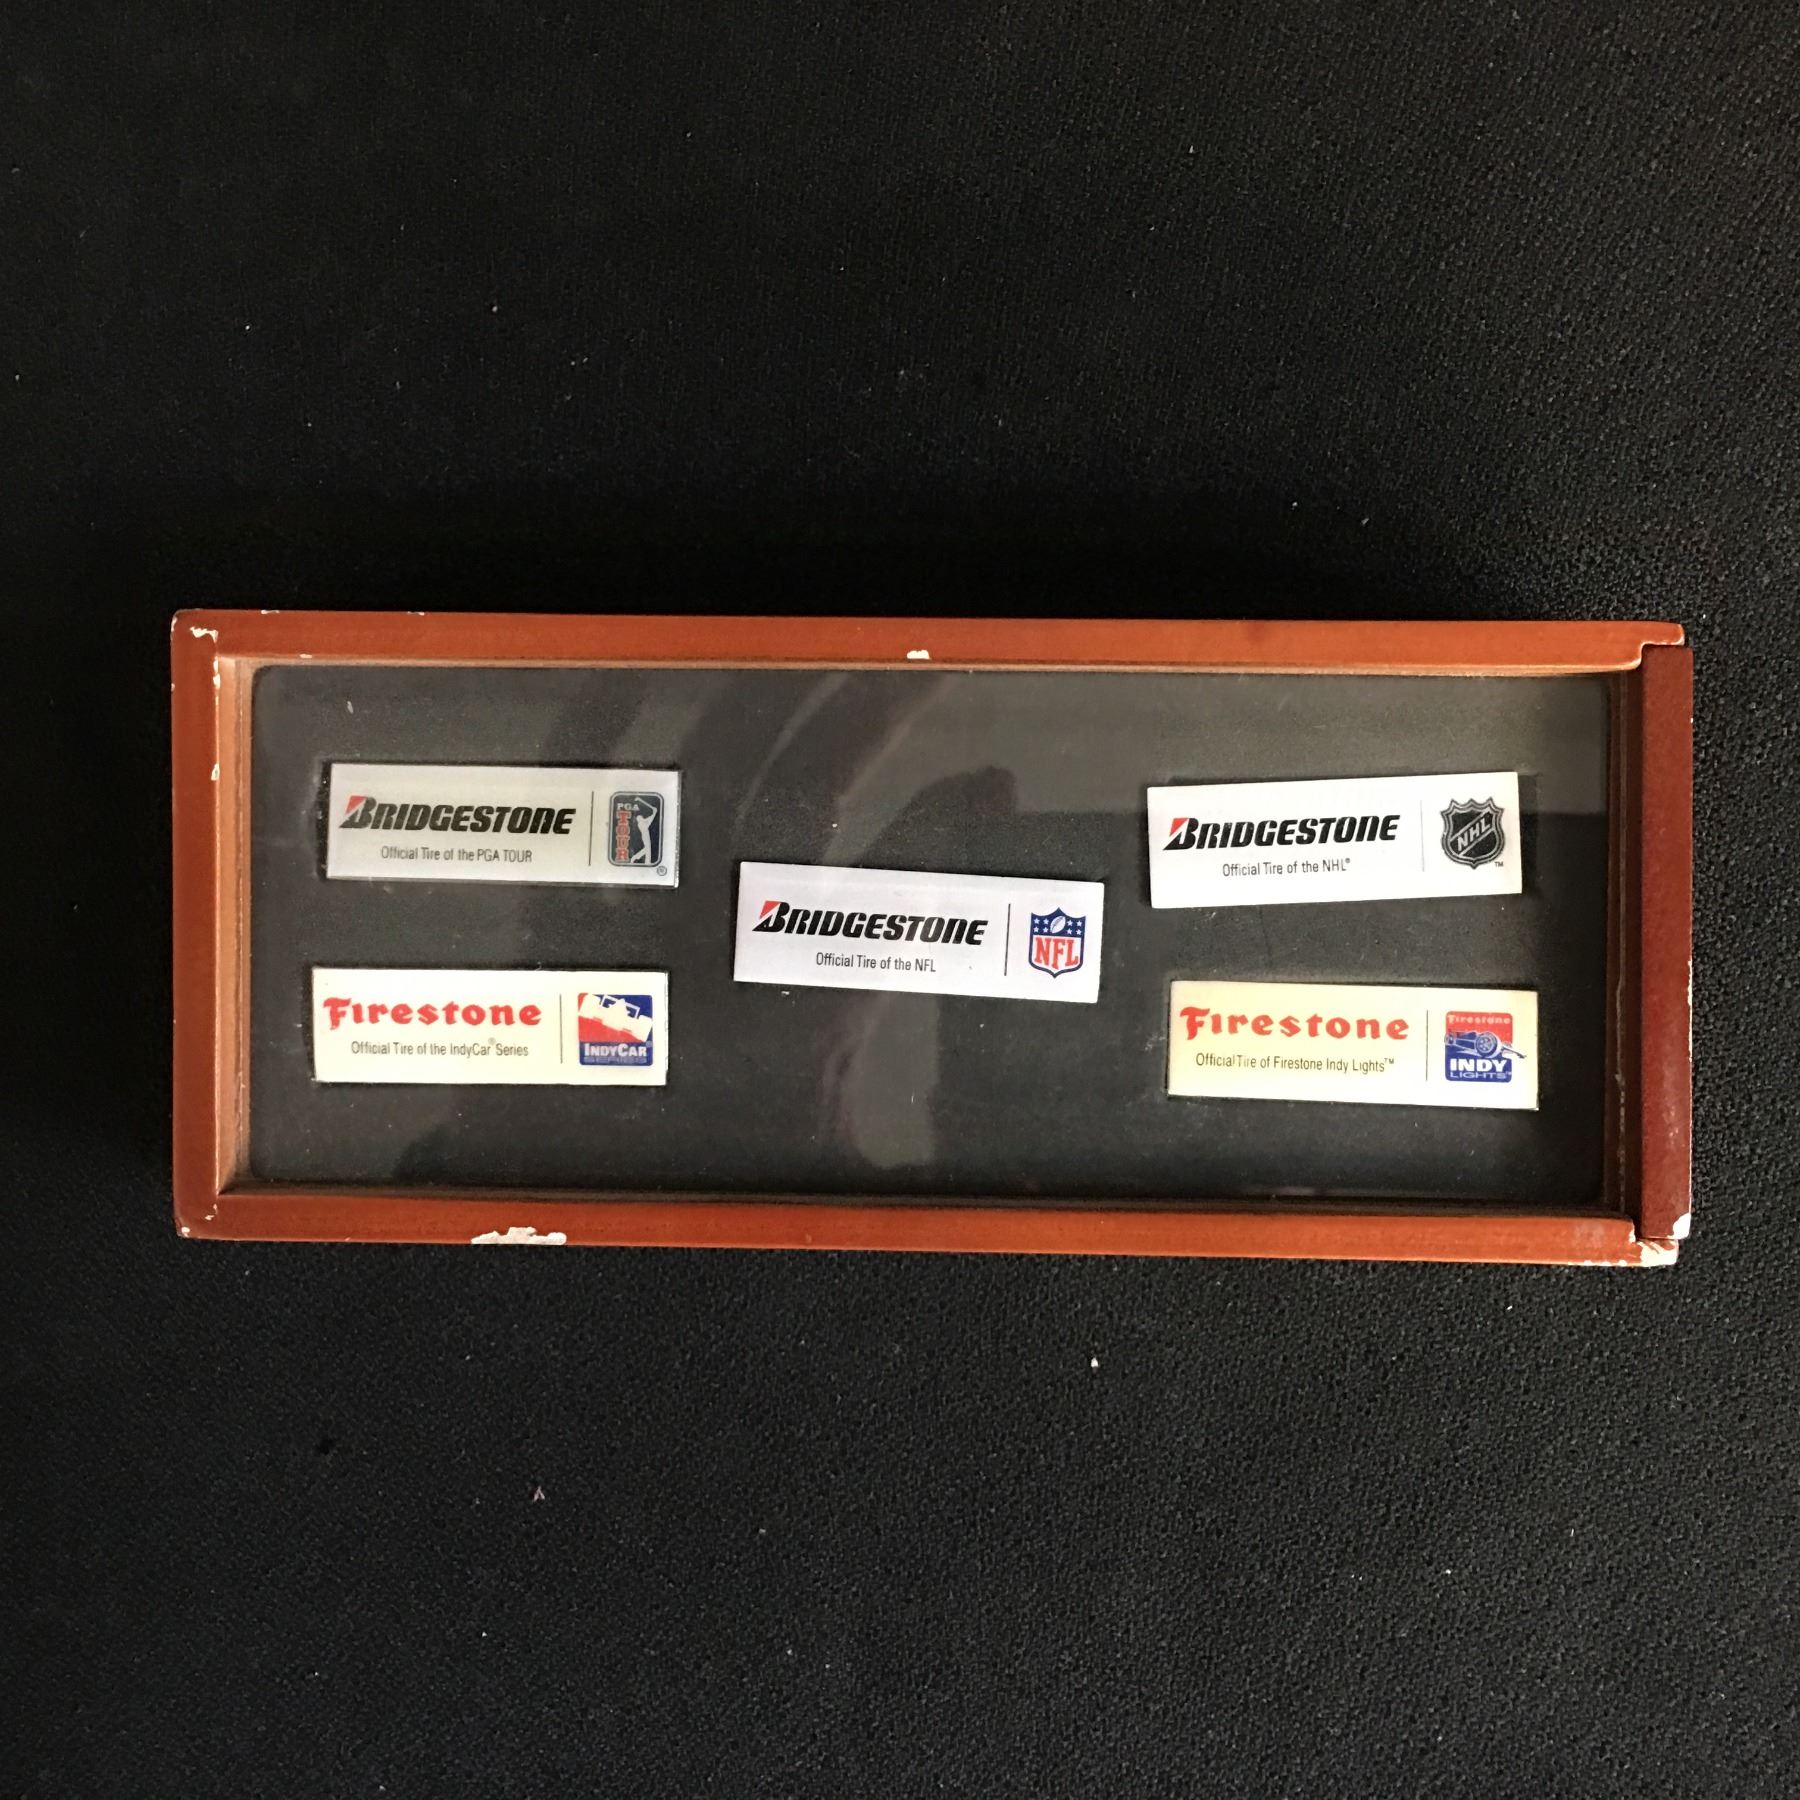 BRIDGESTONE
Official Tire of the PGA TOUR
PGA
TOUR
®
BRIDGESTONE
Official Tire of the NFL
NFL
BRIDGESTONE
Official Tire of the NHL®
NHL
TM
Firestone
Official Tire of the IndyCar® Series
INDYCAR
SERIES
Firestone
Official Tire of Firestone Indy Lights™
Firestone
INDY
LIGHTS™